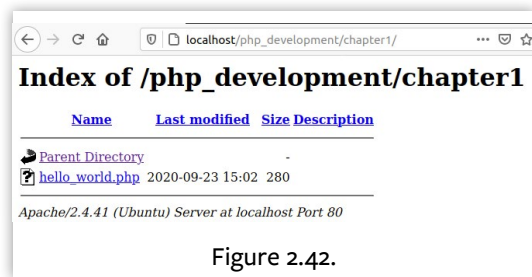 localhost/php_development/chapter1/
Index of /php_development/chapter1
Name Last modified Size Description
Parent Directory -
hello_world.php 2020-09-23 15:02 280
Apache/2.4.41 (Ubuntu) Server at localhost Port 80
Figure 2.42.